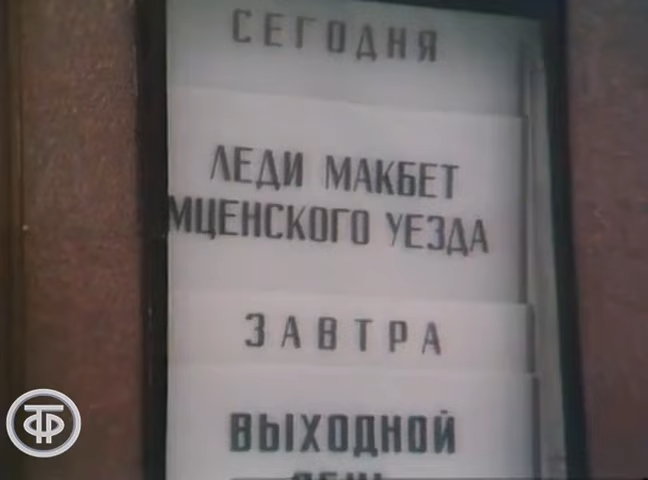 СЕГОДНЯ
ЛЕДИ МАКБЕТ
МЦЕНСКОГО УЕЗДА
ЗАВТРА
ВЫХОДНОЙ